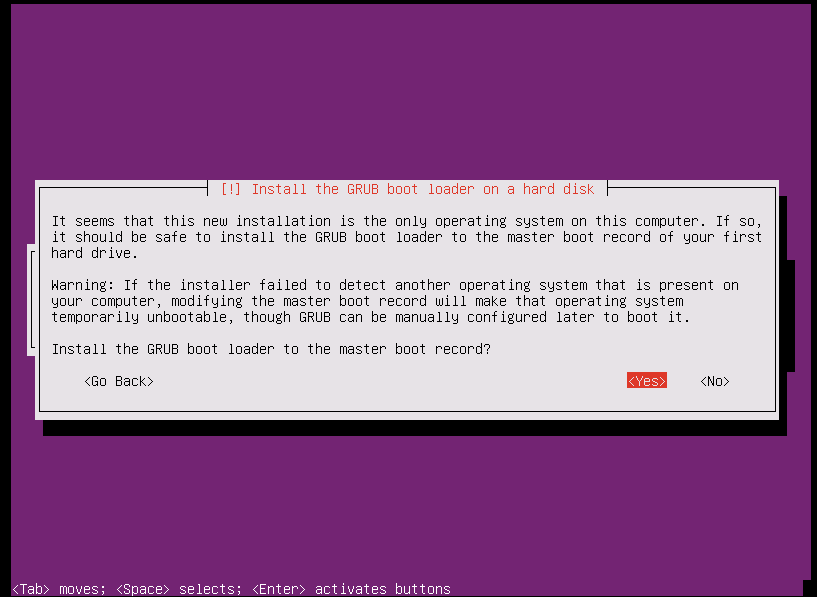 [!] Install the GRUB boot loader on a hard disk
It seems that this new installation is the only operating system on this computer. If so,
it should be safe to install the GRUB boot loader to the master boot record of your first
hard drive.
Warning: If the installer failed to detect another operating system that is present on
your computer, modifying the master boot record will make that operating system
temporarily unbootable, though GRUB can be manually configured later to boot it.
Install the GRUB boot loader to the master boot record?
<Go Back> <Yes> <No>
<Tab> moves; <Space> selects; <Enter> activates buttons